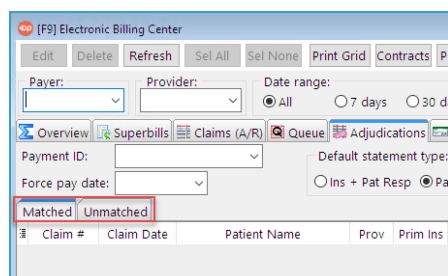 [F9] Electronic Billing Center
Edit Delete Refresh Sel All Sel None Print Grid Contracts P
Payer: Provider: Date range:
All 7 days 30 d
Overview Superbills Claims (A/R) Queue Adjudications
Payment ID: Default statement type:
Force pay date: Ins + Pat Resp Pa
Matched Unmatched
Claim # Claim Date Patient Name Prov Prim Ins